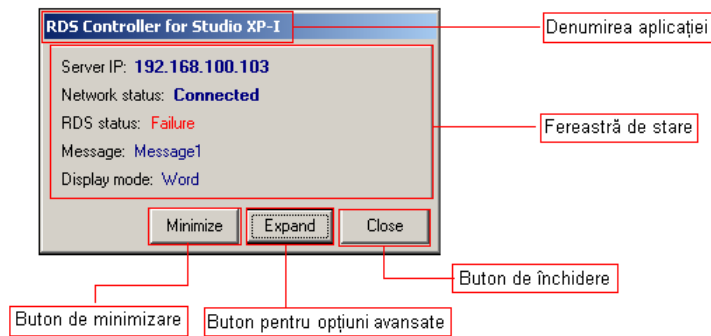 RDS Controller for Studio XP-I
Denumirea aplicației
Server IP: 192.168.100.103
Network status: Connected
RDS status: Failure
Fereastră de stare
Message: Message1
Display mode: Word
Minimize Expand Close
Buton de închidere
Buton de minimizare
Buton pentru opțiuni avansate